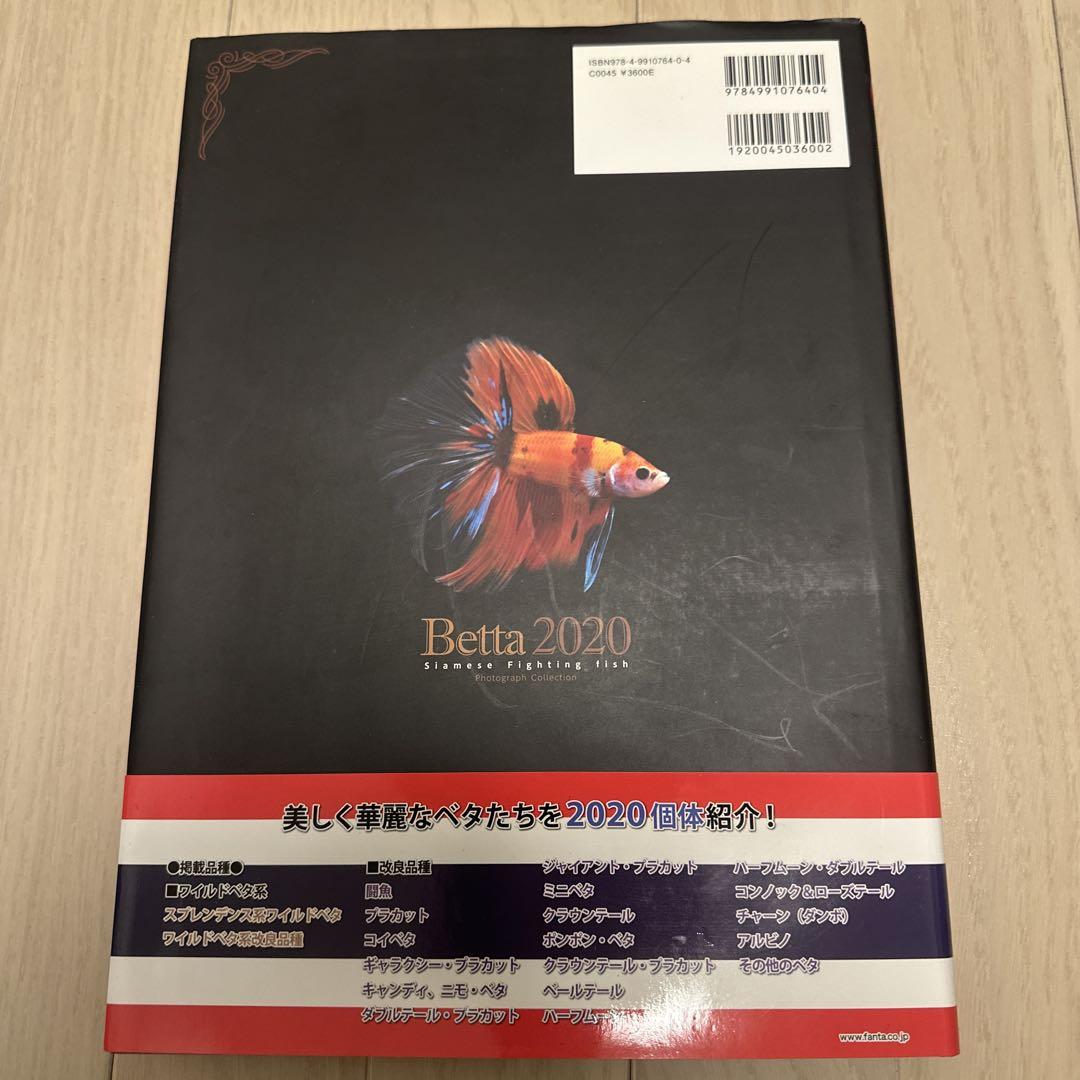 ISBN978-4-9910764-0-4
C0045 ¥3600E
9784991076404
1920045036002
Betta 2020
Siamese Fighting fish
Photograph Collection
美しく華麗なベタたちを2020個体紹介！
●掲載品種●
■ワイルドベタ系
スプレンデンス系ワイルドベタ
ワイルドベタ系改良品種
■改良品種
闘魚
プラカット
コイベタ
ギャラクシー・プラカット
キャンディ、ニモ・ベタ
ダブルテール・プラカット
ジャイアント・プラカット
ミニベタ
クラウンテール
ボンボン・ベタ
クラウンテール・プラカット
ベールテール
ハーフムーン
ハーフムーン・ダブルテール
コンノック＆ローズテール
チャーン（ダンボ）
アルビノ
その他のベタ
www.fanta.co.jp